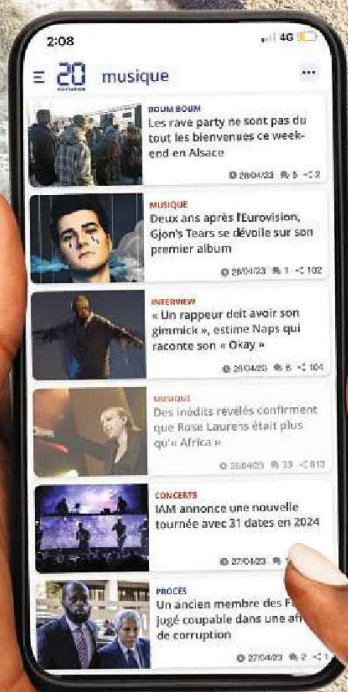 2:08
4G
20
minutes
musique
BOUM BOUM
Les rave party ne sont pas du
tout les bienvenues ce week-
end en Alsace
28/04/23 5 2
MUSIQUE
Deux ans après l'Eurovision,
Gjon's Tears se dévoile sur son
premier album
28/04/23 1 102
INTERVIEW
« Un rappeur doit avoir son
gimmick », estime Naps qui
raconte son « Okay »
28/04/23 6 104
MUSIQUE
Des inédits révélés confirment
que Rose Laurens était plus
qu'« Africa »
33 813
CONCERTS
IAM annonce une nouvelle
tournée avec 31 dates en 2024
27/04/23
PROCÈS
Un ancien membre des F
jugé coupable dans une af
de corruption
27/04/23 2